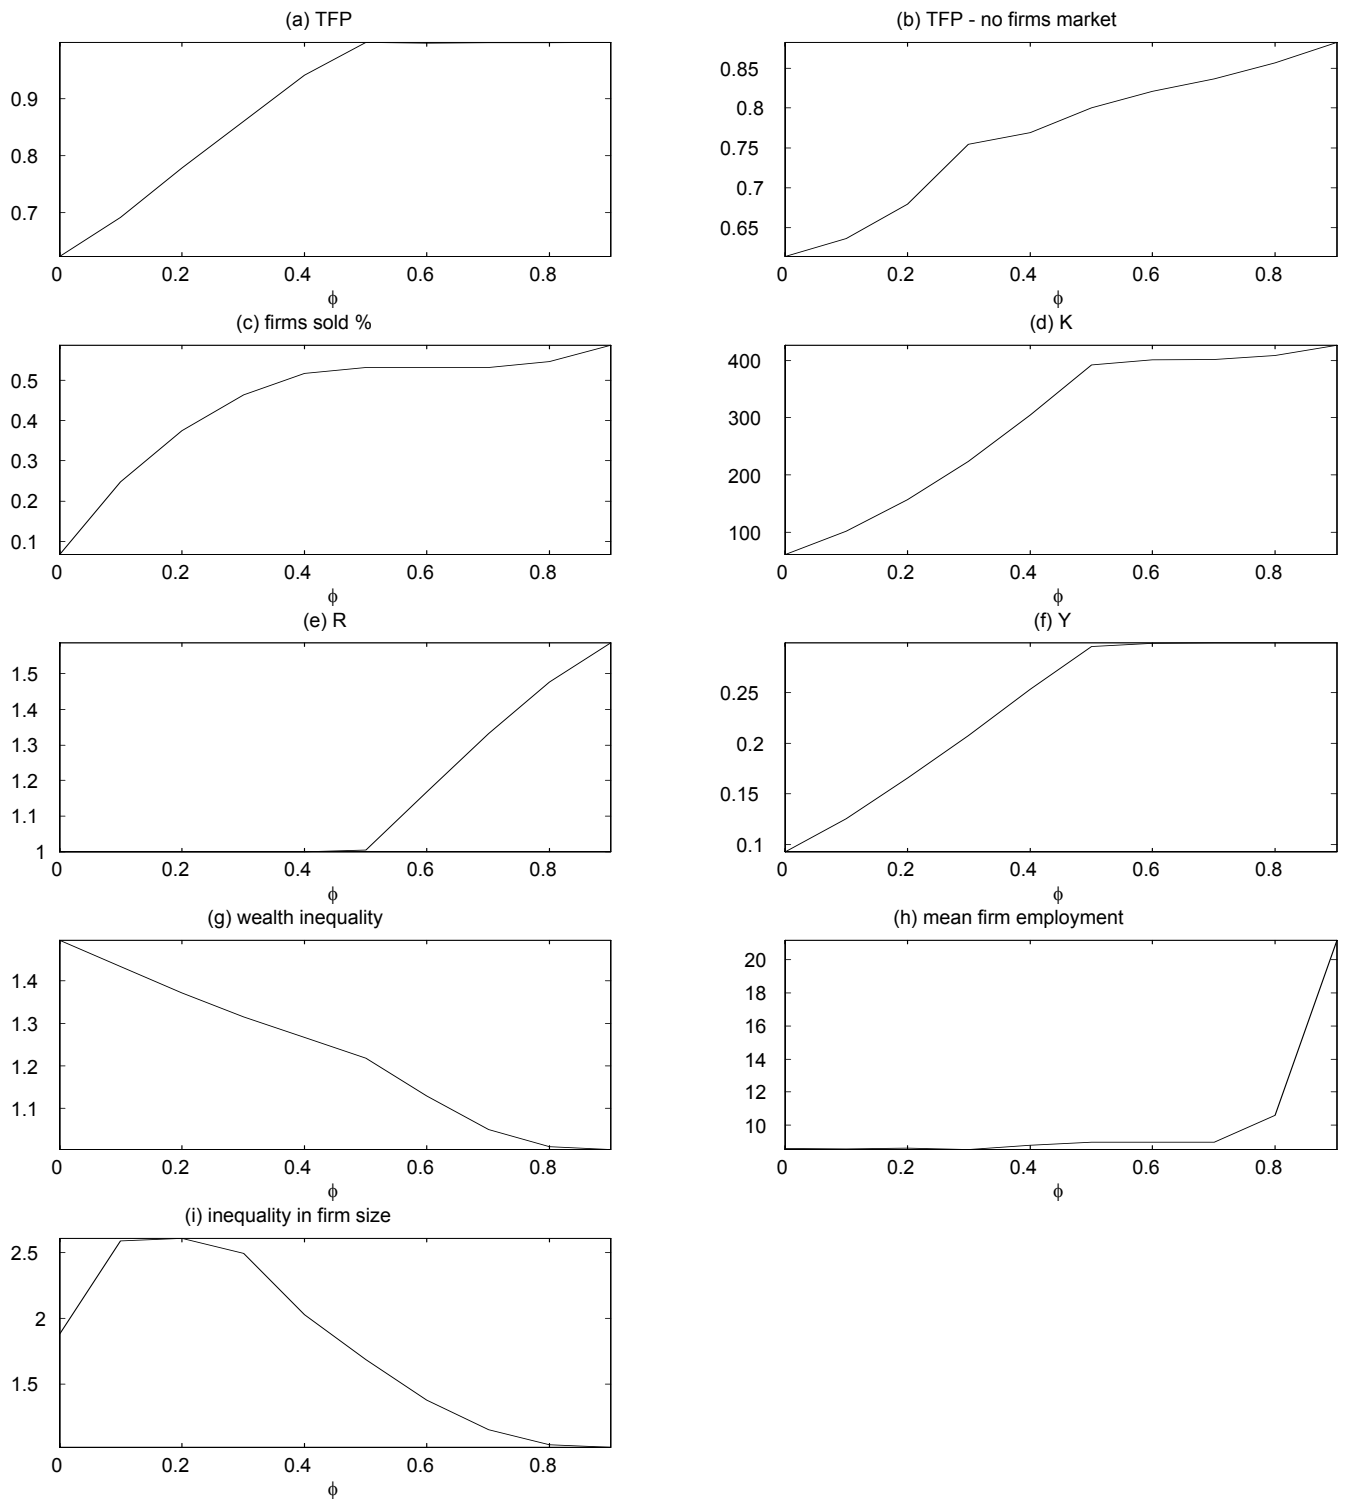 (a) TFP
0.9
0.8
0.7
0 0.2 0.4 0.6 0.8
ϕ
(b) TFP - no firms market
0.85
0.8
0.75
0.7
0.65
0 0.2 0.4 0.6 0.8
ϕ
(c) firms sold %
0.5
0.4
0.3
0.2
0.1
0 0.2 0.4 0.6 0.8
ϕ
(d) K
400
300
200
100
0 0.2 0.4 0.6 0.8
ϕ
(e) R
1.5
1.4
1.3
1.2
1.1
1
0 0.2 0.4 0.6 0.8
ϕ
(f) Y
0.25
0.2
0.15
0.1
0 0.2 0.4 0.6 0.8
ϕ
(g) wealth inequality
1.4
1.3
1.2
1.1
0 0.2 0.4 0.6 0.8
ϕ
(h) mean firm employment
20
18
16
14
12
10
0 0.2 0.4 0.6 0.8
ϕ
(i) inequality in firm size
2.5
2
1.5
0 0.2 0.4 0.6 0.8
ϕ